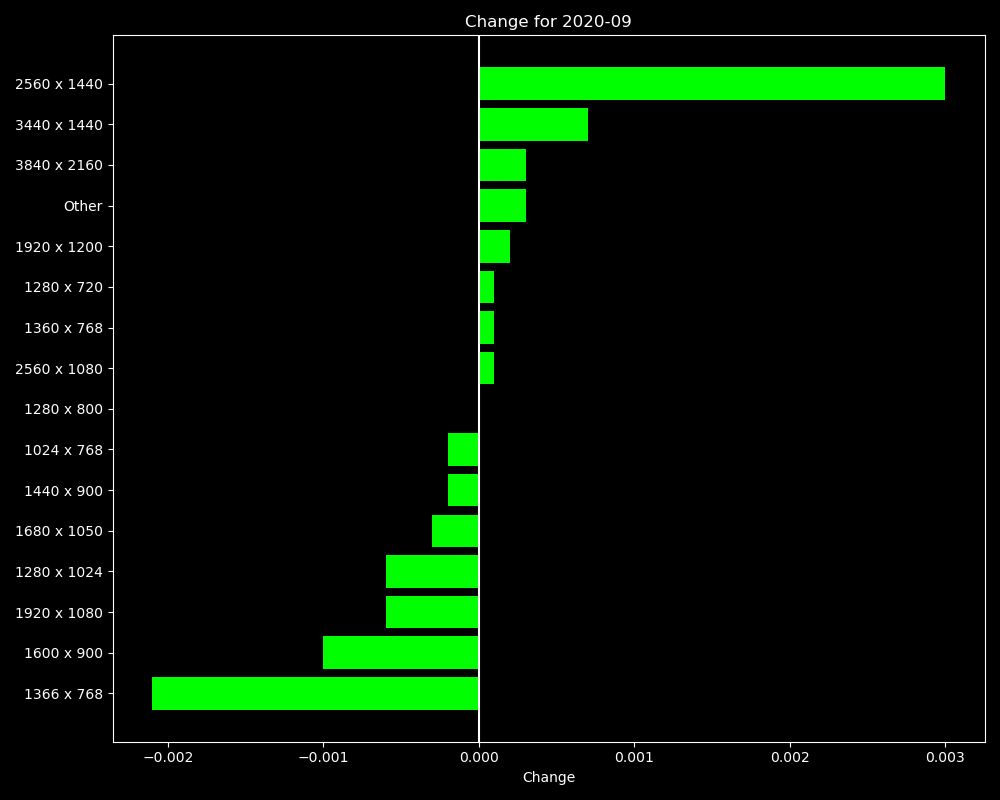 Change for 2020-09
2560 x 1440
3440 x 1440
3840 x 2160
Other
1920 x 1200
1280 x 720
1360 x 768
2560 x 1080
1280 x 800
1024 x 768
1440 x 900
1680 x 1050
1280 x 1024
1920 x 1080
1600 x 900
1366 x 768
−0.002 −0.001 0.000 0.001 0.002 0.003
Change